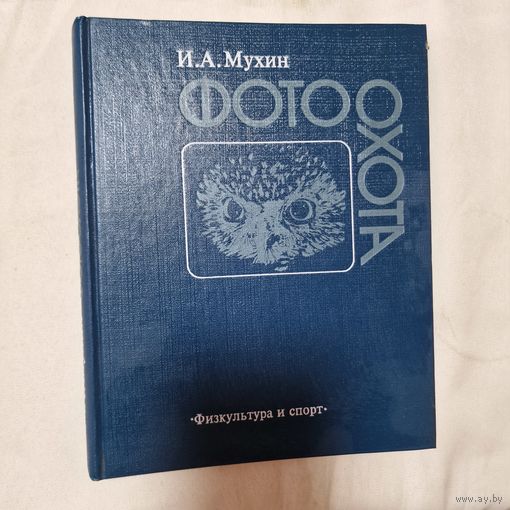 И.А.Мухин
ФОТО
ОХОТА
·Физкультура и спорт·
www.ay.by